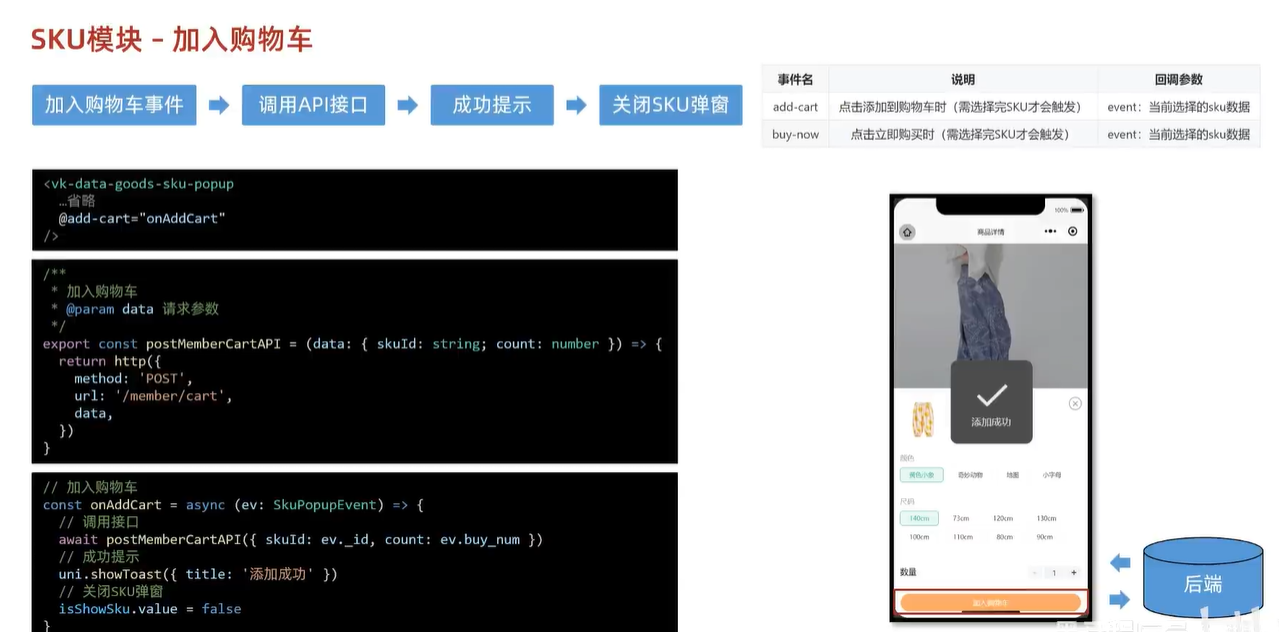 SKU模块 – 加入购物车
加入购物车事件
调用API接口
成功提示
关闭SKU弹窗
事件名 说明 回调参数
add-cart 点击添加到购物车时（需选择完SKU才会触发） event：当前选择的sku数据
buy-now 点击立即购买时（需选择完SKU才会触发） event：当前选择的sku数据
<vk-data-goods-sku-popup
…省略
@add-cart="onAddCart"
/>
/**
* 加入购物车
* @param data 请求参数
*/
export const postMemberCartAPI = (data: { skuId: string; count: number }) => {
return http({
method: 'POST',
url: '/member/cart',
data,
})
}
// 加入购物车
const onAddCart = async (ev: SkuPopupEvent) => {
// 调用接口
await postMemberCartAPI({ skuId: ev._id, count: ev.buy_num })
// 成功提示
uni.showToast({ title: '添加成功' })
// 关闭SKU弹窗
isShowSku.value = false
}
100%
商品详情
添加成功
颜色
黄色小象 奇妙动物 地图 小字母
尺码
140cm 73cm 120cm 130cm
100cm 110cm 80cm 90cm
数量
- 1 +
加入购物车
后端